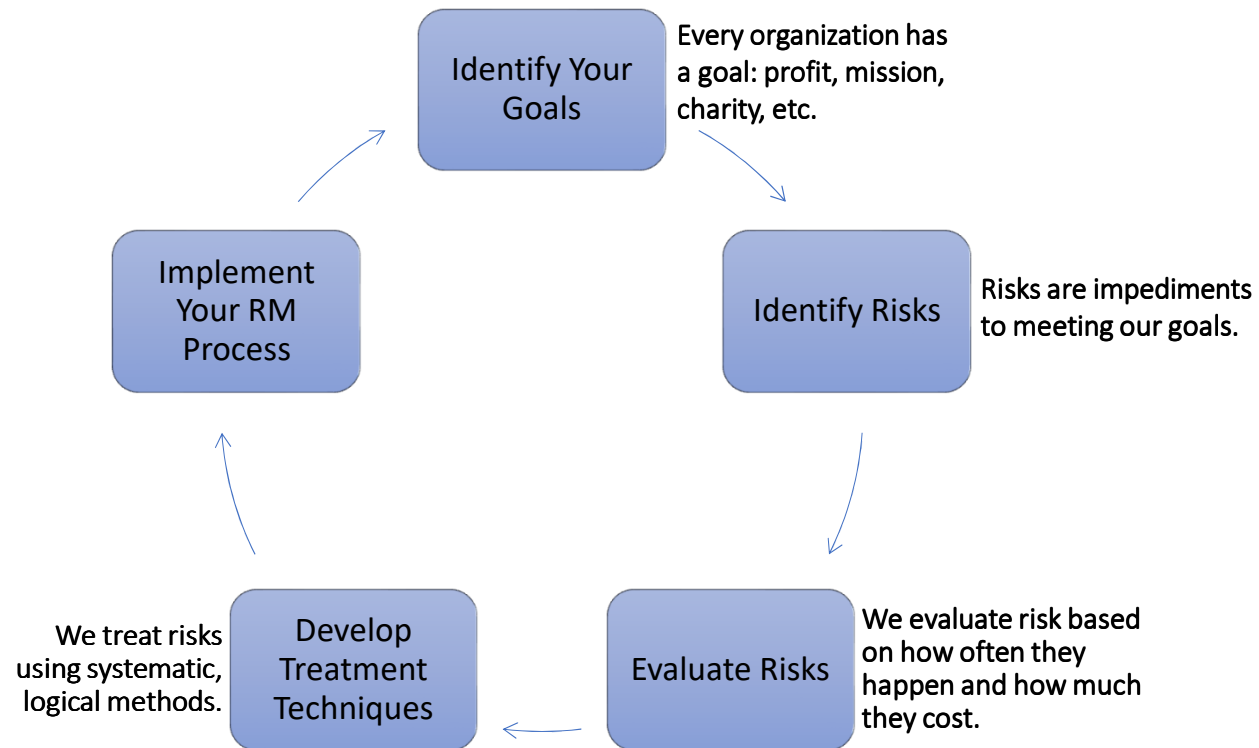 Identify Your
Goals
Every organization has
a goal: profit, mission,
charity, etc.
Identify Risks
Risks are impediments
to meeting our goals.
Evaluate Risks
We evaluate risk based
on how often they
happen and how much
they cost.
Develop
Treatment
Techniques
We treat risks
using systematic,
logical methods.
Implement
Your RM
Process